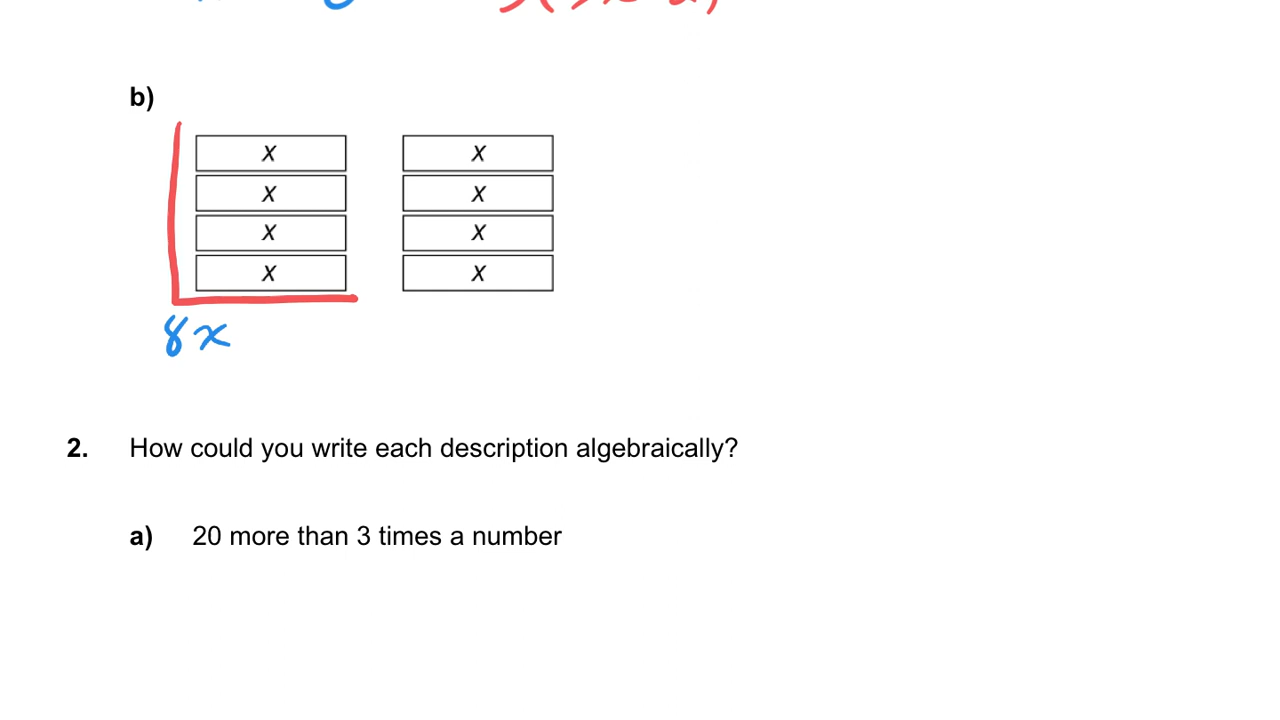 b)
x x
x x
x x
x x
8x
2. How could you write each description algebraically?
a) 20 more than 3 times a number